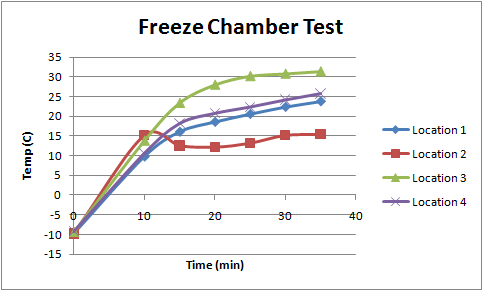 Freeze Chamber Test
35
30
25
20
15
10
5
0
-5
-10
-15
Temp (C)
0 10 20 30 40
Time (min)
Location 1
Location 2
Location 3
Location 4